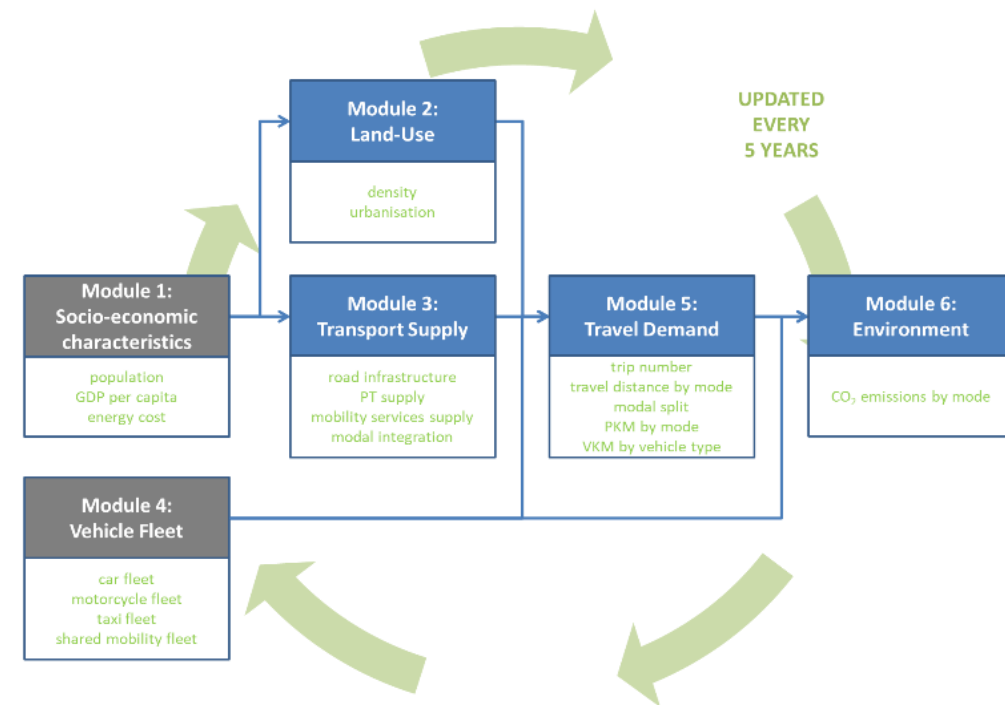 Module 2:
Land-Use
density
urbanisation
UPDATED
EVERY
5 YEARS
Module 1:
Socio-economic
characteristics
population
GDP per capita
energy cost
Module 3:
Transport Supply
road infrastructure
PT supply
mobility services supply
modal integration
Module 5:
Travel Demand
trip number
travel distance by mode
modal split
PKM by mode
VKM by vehicle type
Module 6:
Environment
CO₂ emissions by mode
Module 4:
Vehicle Fleet
car fleet
motorcycle fleet
taxi fleet
shared mobility fleet